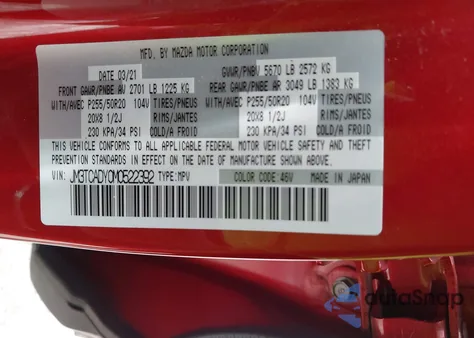 MFD. BY MAZDA MOTOR CORPORATION
DATE 03/21 GVWR/PNBV 5670 LB 2572 KG
FRONT GAWR/PNBE AV 2701 LB 1225 KG REAR GAWR/PNBE AR 3049 LB 1383 KG
WITH/AVEC P255/50R20 104V TIRES/PNEUS WITH/AVEC P255/50R20 104V TIRES/PNEUS
20X8 1/2J RIMS/JANTES 20X8 1/2J RIMS/JANTES
230 KPA/34 PSI COLD/A FROID 230 KPA/34 PSI COLD/A FROID
THIS VEHICLE CONFORMS TO ALL APPLICABLE FEDERAL MOTOR VEHICLE SAFETY, BUMPER, AND THEFT
PREVENTION STANDARDS IN EFFECT ON THE DATE OF MANUFACTURE SHOWN ABOVE.
VIN: JM3TCADY0M0522392 TYPE:MPV COLOR CODE 46V MADE IN JAPAN
autoSnap